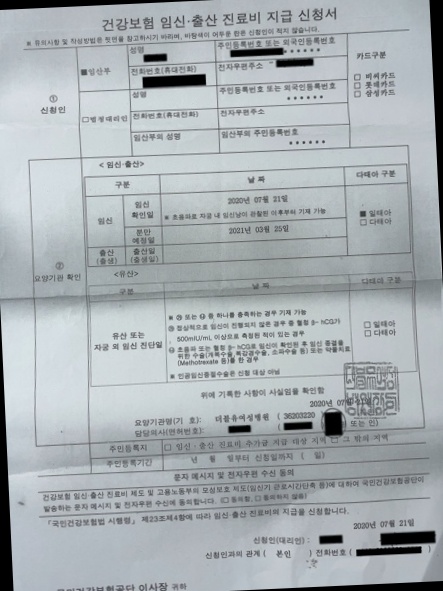 건강보험 임신·출산 진료비 지급 신청서
※ 유의사항 및 작성방법은 뒷면을 참고하시기 바라며, 바탕색이 어두운 란은 신청인이 적지 않습니다.
① 신청인
■임산부
성명
주민등록번호 또는 외국인등록번호
전화번호(휴대전화)
전자우편주소
카드구분
□ 비씨카드
□ 롯데카드
□ 삼성카드
□법정대리인
성명
주민등록번호 또는 외국인등록번호
전화번호(휴대전화)
전자우편주소
임산부의 성명
임산부의 주민등록번호
② 요양기관 확인
<임신·출산>
구분
날 짜
다태아 구분
임신
임신 확인일
2020년 07월 21일
※ 초음파로 자궁 내 임신낭이 관찰된 이후부터 기재 가능
분만 예정일
2021년 03월 25일
■ 일태아
□ 다태아
출산 (출생)
출산일 (출생일)
<유산>
구분
날 짜
다태아 구분
유산 또는 자궁 외 임신 진단일
※ ㉮ 또는 ㉯ 중 하나를 충족하는 경우 기재 가능
㉮ 정상적으로 임신이 진행되지 않은 경우 중 혈청 β- hCG가
500mIU/mL 이상으로 측정된 적이 있는 경우
㉯ 초음파 또는 혈청 β- hCG로 임신이 확인된 후 임신 종결을
위한 수술(개복수술,복강경수술, 소파수술 등) 또는 약물치료
(Methotrexate 등)를 한 경우
※ 인공임신중절수술은 신청 대상 아님
□ 일태아
□ 다태아
위에 기록한 사항이 사실임을 확인함
2020년 07월 21일
요양기관명(기 호): 더블유여성병원 ( 36203220
담당의사(면허번호):
또는 인)
주민등록지 □ 임신·출산 진료비 추가금 지급 대상 지역 □ 그 밖의 지역
주민등록기간 년 월 일부터 신청일까지 ( 일)
문자 메시지 및 전자우편 수신 동의
건강보험 임신·출산 진료비 제도 및 고용노동부의 모성보호 제도(임신기 근로시간단축 등)에 대하여 국민건강보험공단이
발송하는 문자 메시지 및 전자우편 수신에 동의합니다. (□ 동의함, □ 동의하지 않음)
「국민건강보험법 시행령」 제23조제4항에 따라 임신·출산 진료비의 지급을 신청합니다.
2020년 07월 21일
신청인(대리인) :
신청인과의 관계 ( 본인 ) 전화번호 (
국민건강보험공단 이사장 귀하